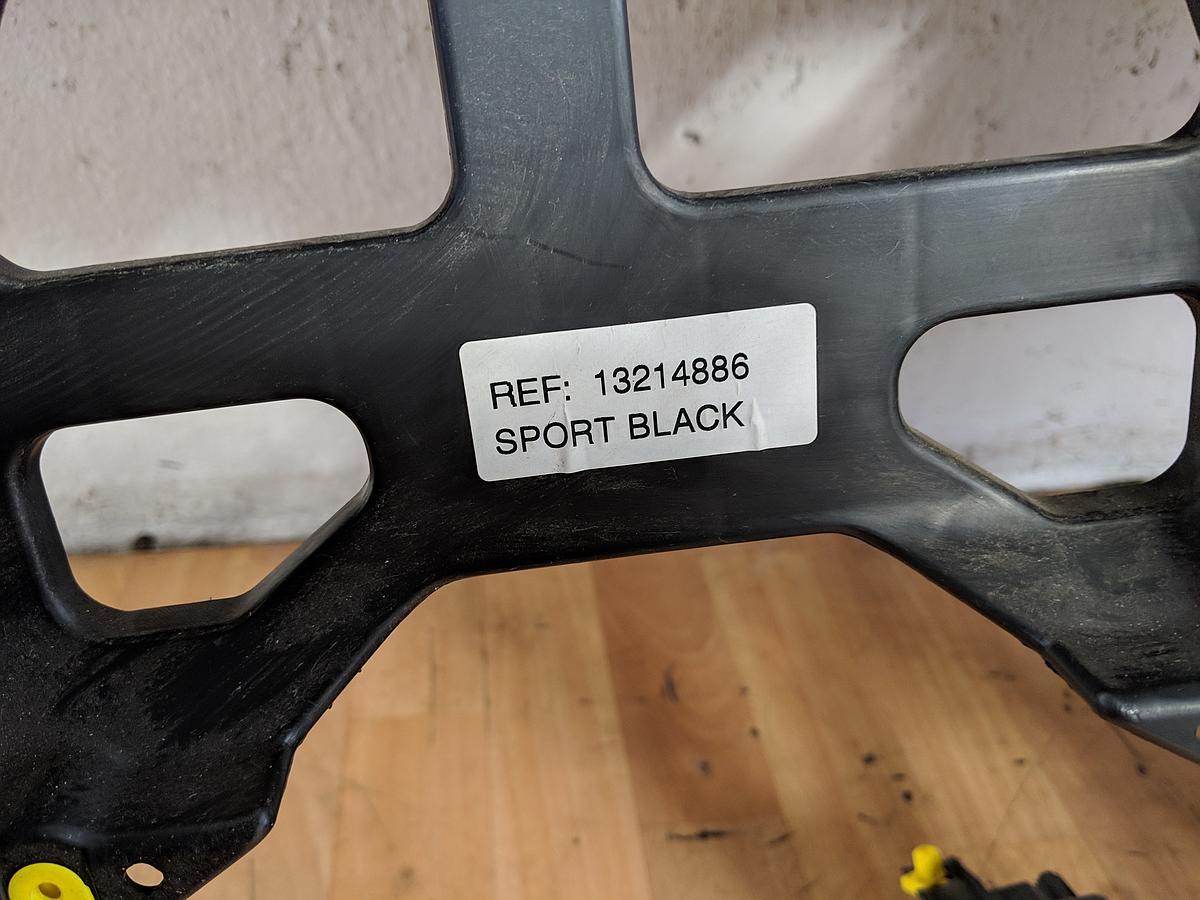 REF: 13214886
SPORT BLACK